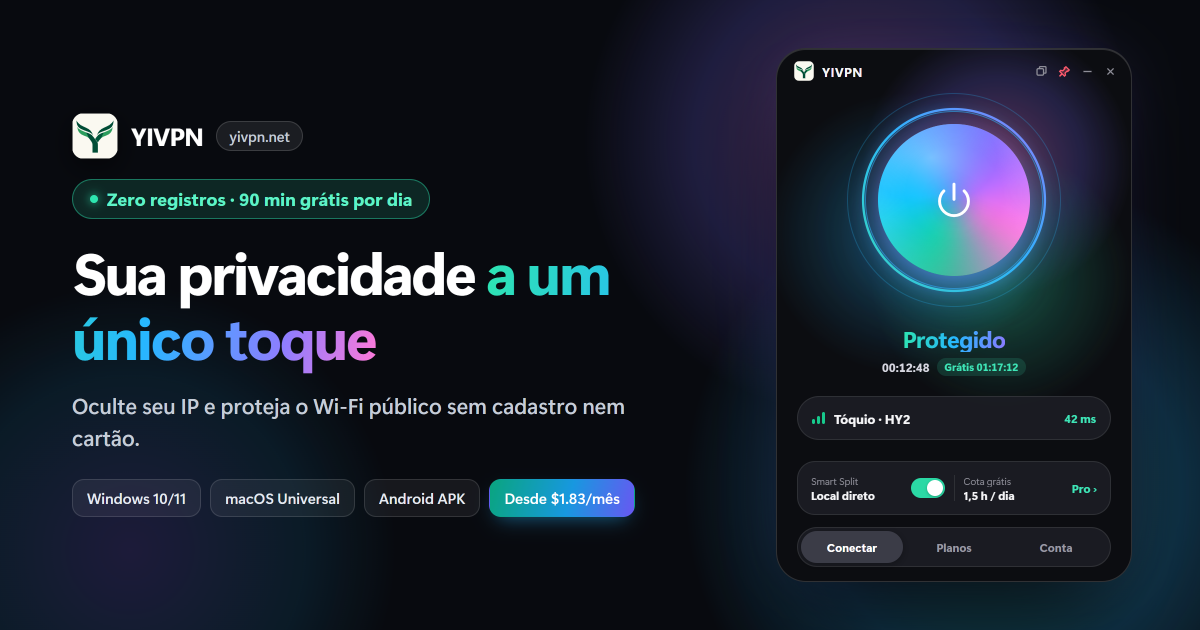 YIVPN
yivpn.net
Zero registros · 90 min grátis por dia
Sua privacidade a um
único toque
Oculte seu IP e proteja o Wi-Fi público sem cadastro nem
cartão.
Windows 10/11
macOS Universal
Android APK
Desde $1.83/mês
YIVPN
Protegido
00:12:48
Grátis 01:17:12
Tóquio · HY2
42 ms
Smart Split
Local direto
Cota grátis
1,5 h / dia
Pro ›
Conectar
Planos
Conta